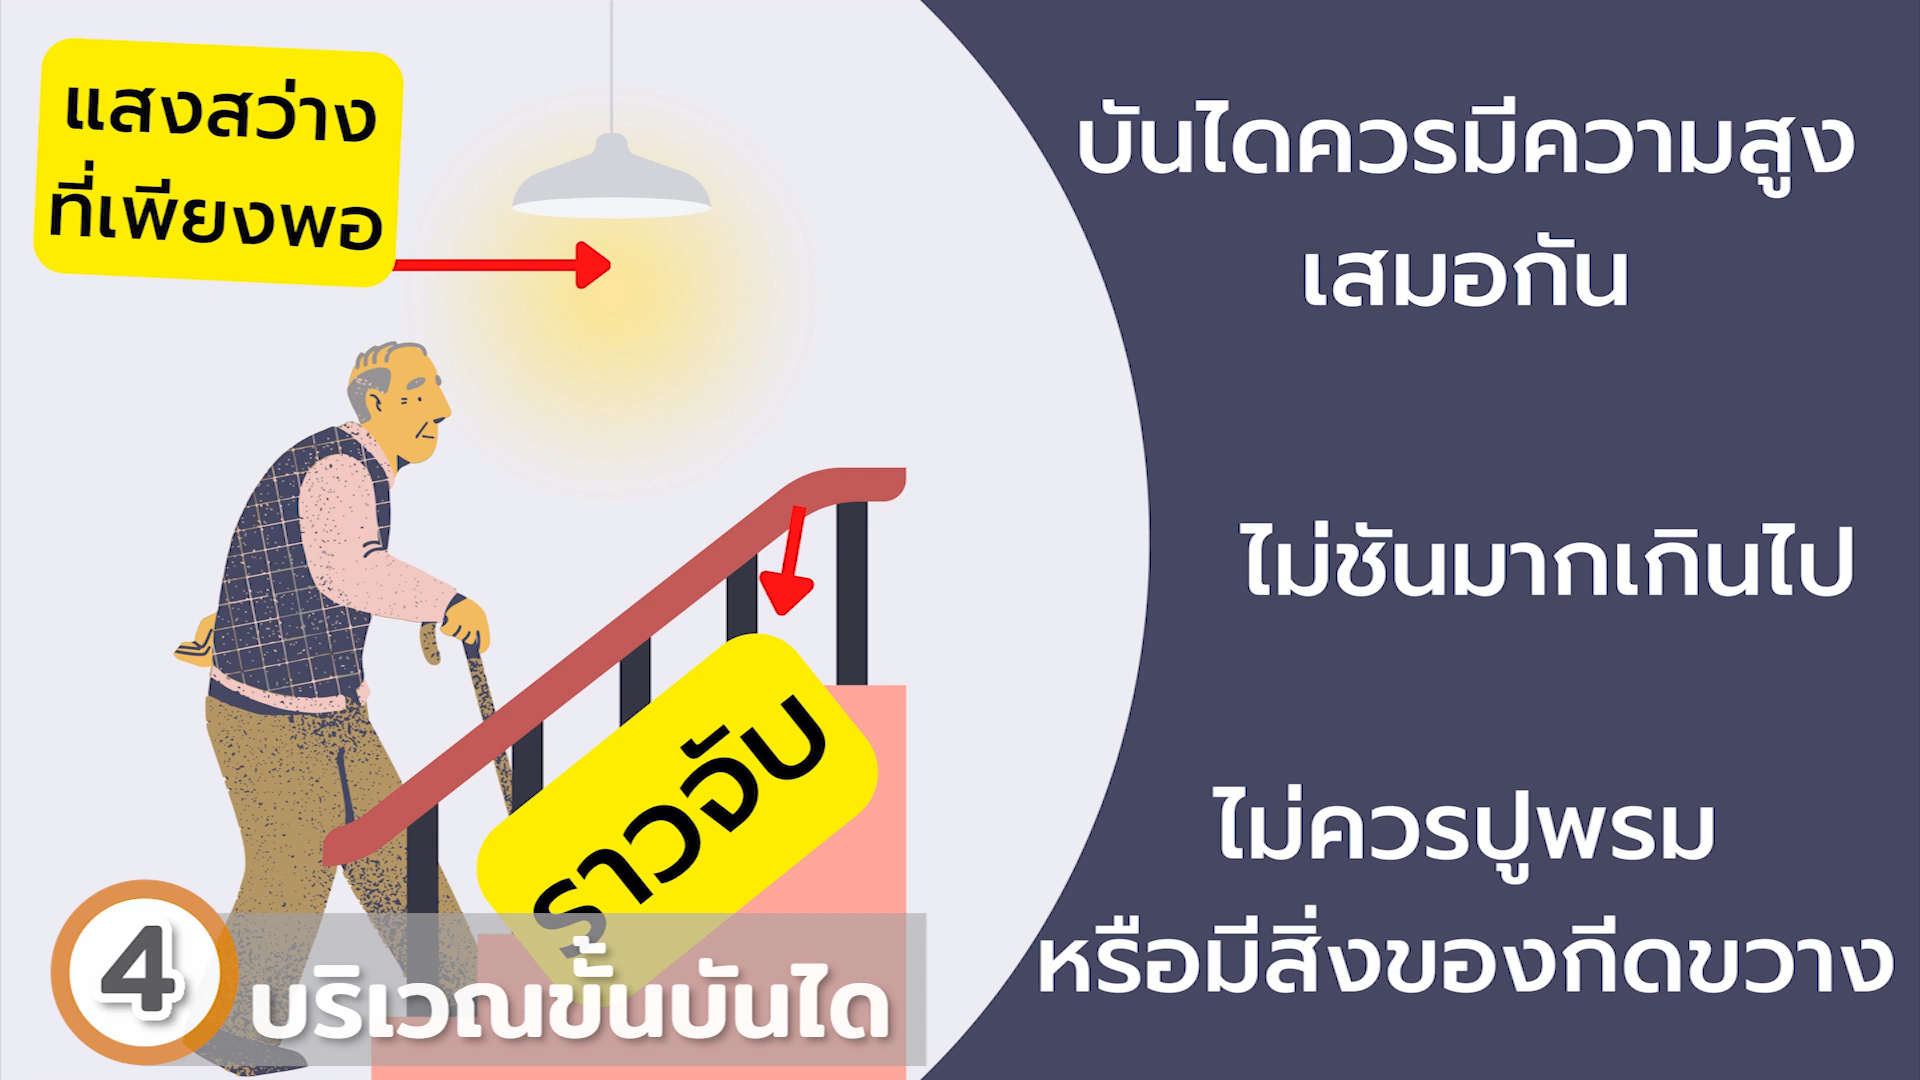 แสงสว่าง
ที่เพียงพอ
บันไดควรมีความสูง
เสมอกัน
ไม่ชันมากเกินไป
ราวจับ
ไม่ควรปูพรม
หรือมีสิ่งของกีดขวาง
4
บริเวณขั้นบันได